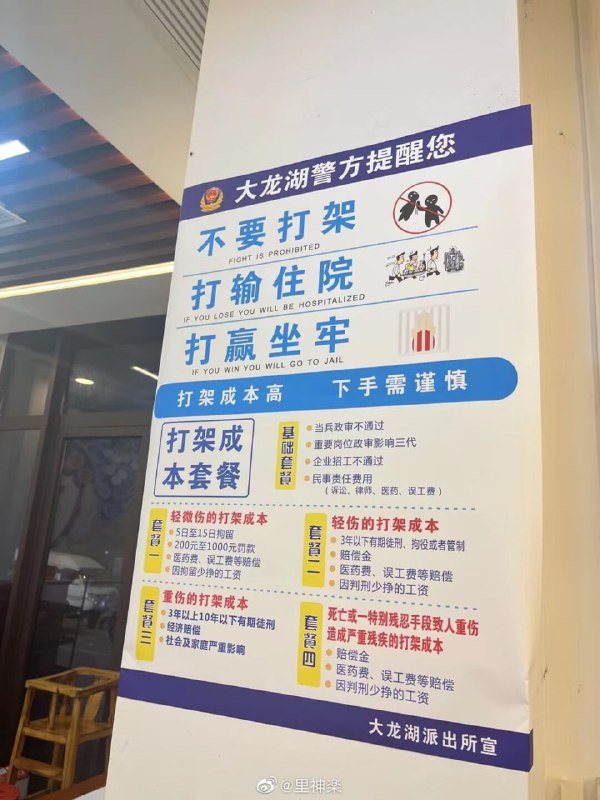 大龙湖警方提醒您
不要打架
FIGHT IS PROHIBITED
打输住院
IF YOU LOSE YOU WILL BE HOSPITALIZED
打赢坐牢
IF YOU WIN YOU WILL GO TO JAIL
打架成本高 下手需谨慎
打架成
本套餐
基础套餐
当兵政审不通过
重要岗位政审影响三代
企业招工不通过
民事责任费用
（诉讼、律师、医药、误工费）
套餐一
轻微伤的打架成本
5日至15日拘留
200元至1000元罚款
医药费、误工费等赔偿
因拘留少挣的工资
套餐二
轻伤的打架成本
3年以下有期徒刑、拘役或者管制
赔偿金
医药费、误工费等赔偿
因判刑少挣的工资
套餐三
重伤的打架成本
3年以上10年以下有期徒刑
经济赔偿
社会及家庭严重影响
套餐四
死亡或一特别残忍手段致人重伤
造成严重残疾的打架成本
赔偿金
医药费、误工费等赔偿
因判刑少挣的工资
大龙湖派出所宣
@里神楽